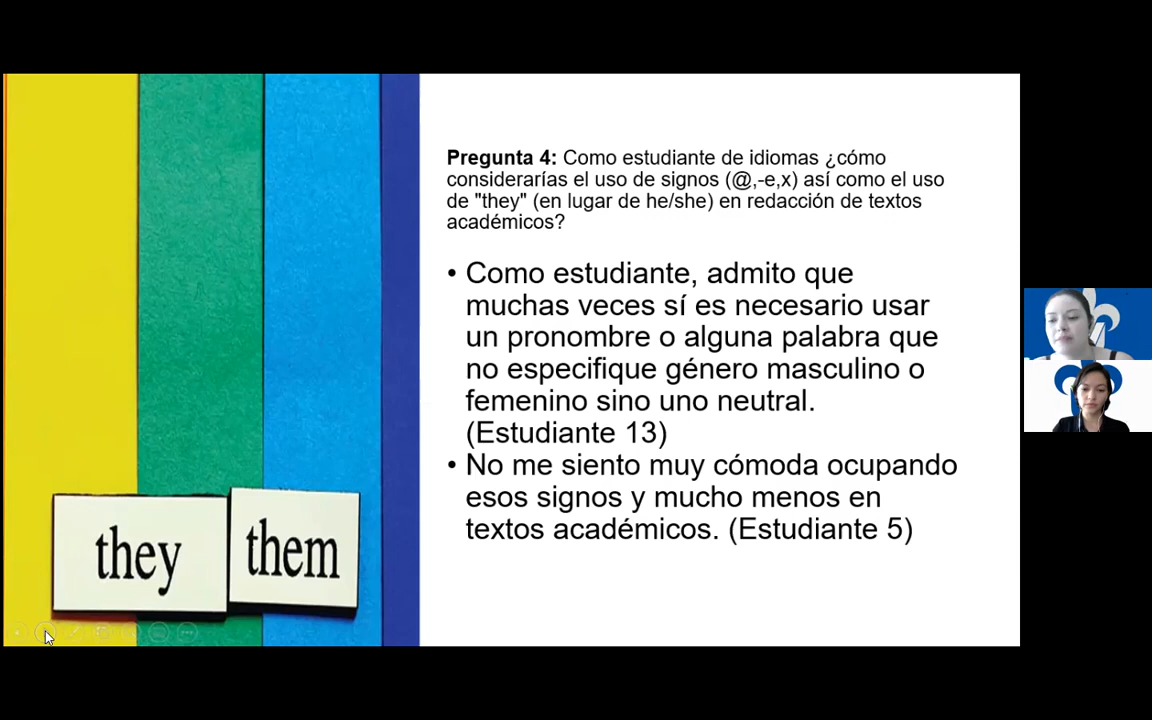 Pregunta 4: Como estudiante de idiomas ¿cómo
considerarías el uso de signos (@,-e,x) así como el uso
de "they" (en lugar de he/she) en redacción de textos
académicos?
• Como estudiante, admito que
muchas veces sí es necesario usar
un pronombre o alguna palabra que
no especifique género masculino o
femenino sino uno neutral.
(Estudiante 13)
• No me siento muy cómoda ocupando
esos signos y mucho menos en
textos académicos. (Estudiante 5)
they them